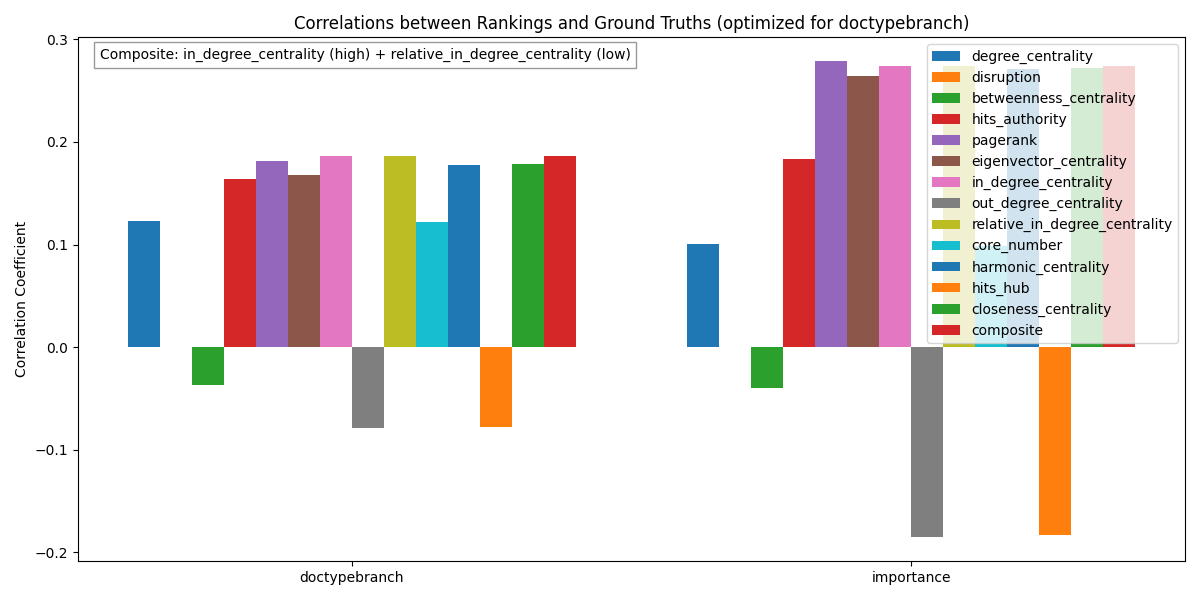 Correlations between Rankings and Ground Truths (optimized for doctypebranch)
Composite: in_degree_centrality (high) + relative_in_degree_centrality (low)
degree_centrality
disruption
betweenness_centrality
hits_authority
pagerank
eigenvector_centrality
in_degree_centrality
out_degree_centrality
relative_in_degree_centrality
core_number
harmonic_centrality
hits_hub
closeness_centrality
composite
Correlation Coefficient
0.3
0.2
0.1
0.0
−0.1
−0.2
doctypebranch
importance